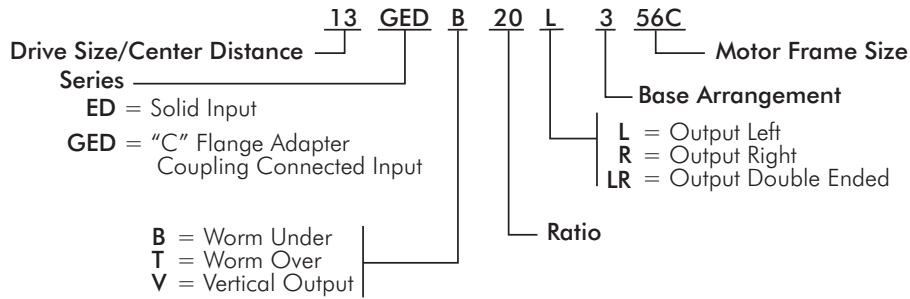 13 GED B 20 L 3 56C
Drive Size/Center Distance
Motor Frame Size
Series
Base Arrangement
ED = Solid Input
GED = “C” Flange Adapter
Coupling Connected Input
L = Output Left
R = Output Right
LR = Output Double Ended
Ratio
B = Worm Under
T = Worm Over
V = Vertical Output